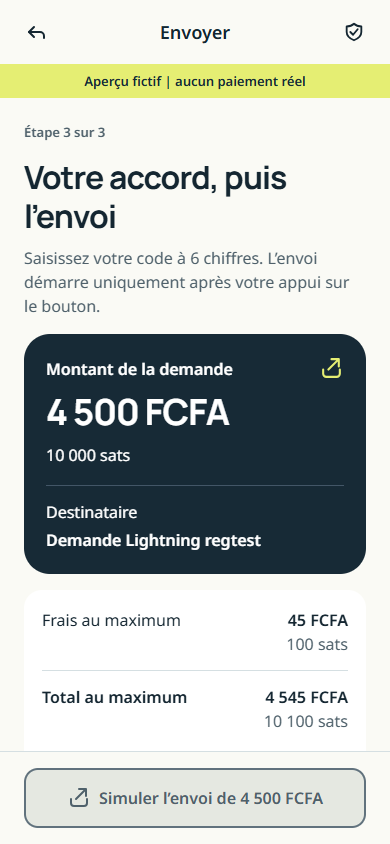 Envoyer
Aperçu fictif | aucun paiement réel
Étape 3 sur 3
Votre accord, puis
l’envoi
Saisissez votre code à 6 chiffres. L’envoi
démarre uniquement après votre appui sur
le bouton.
Montant de la demande
4 500 FCFA
10 000 sats
Destinataire
Demande Lightning regtest
Frais au maximum 45 FCFA
100 sats
Total au maximum 4 545 FCFA
10 100 sats
Simuler l’envoi de 4 500 FCFA